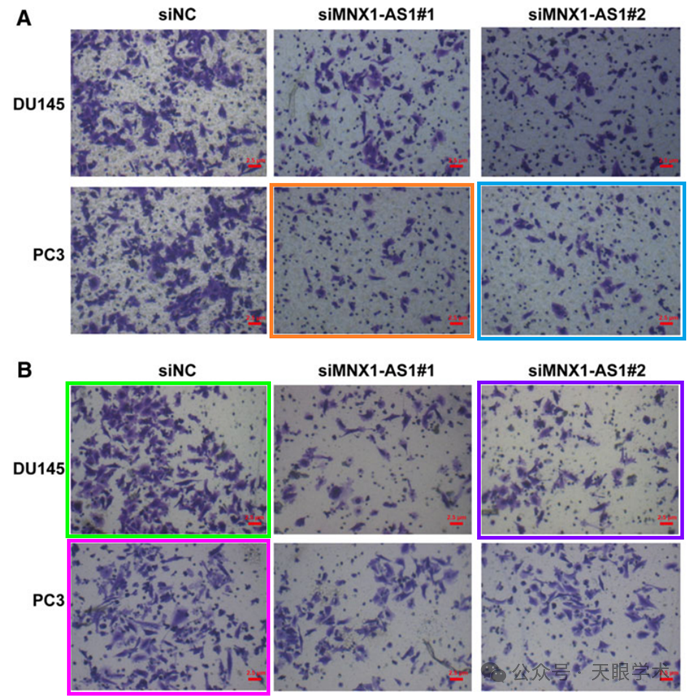 A
siNC siMNX1-AS1#1 siMNX1-AS1#2
DU145
PC3
B
siNC siMNX1-AS1#1 siMNX1-AS1#2
DU145
PC3
公众号 天眼学术